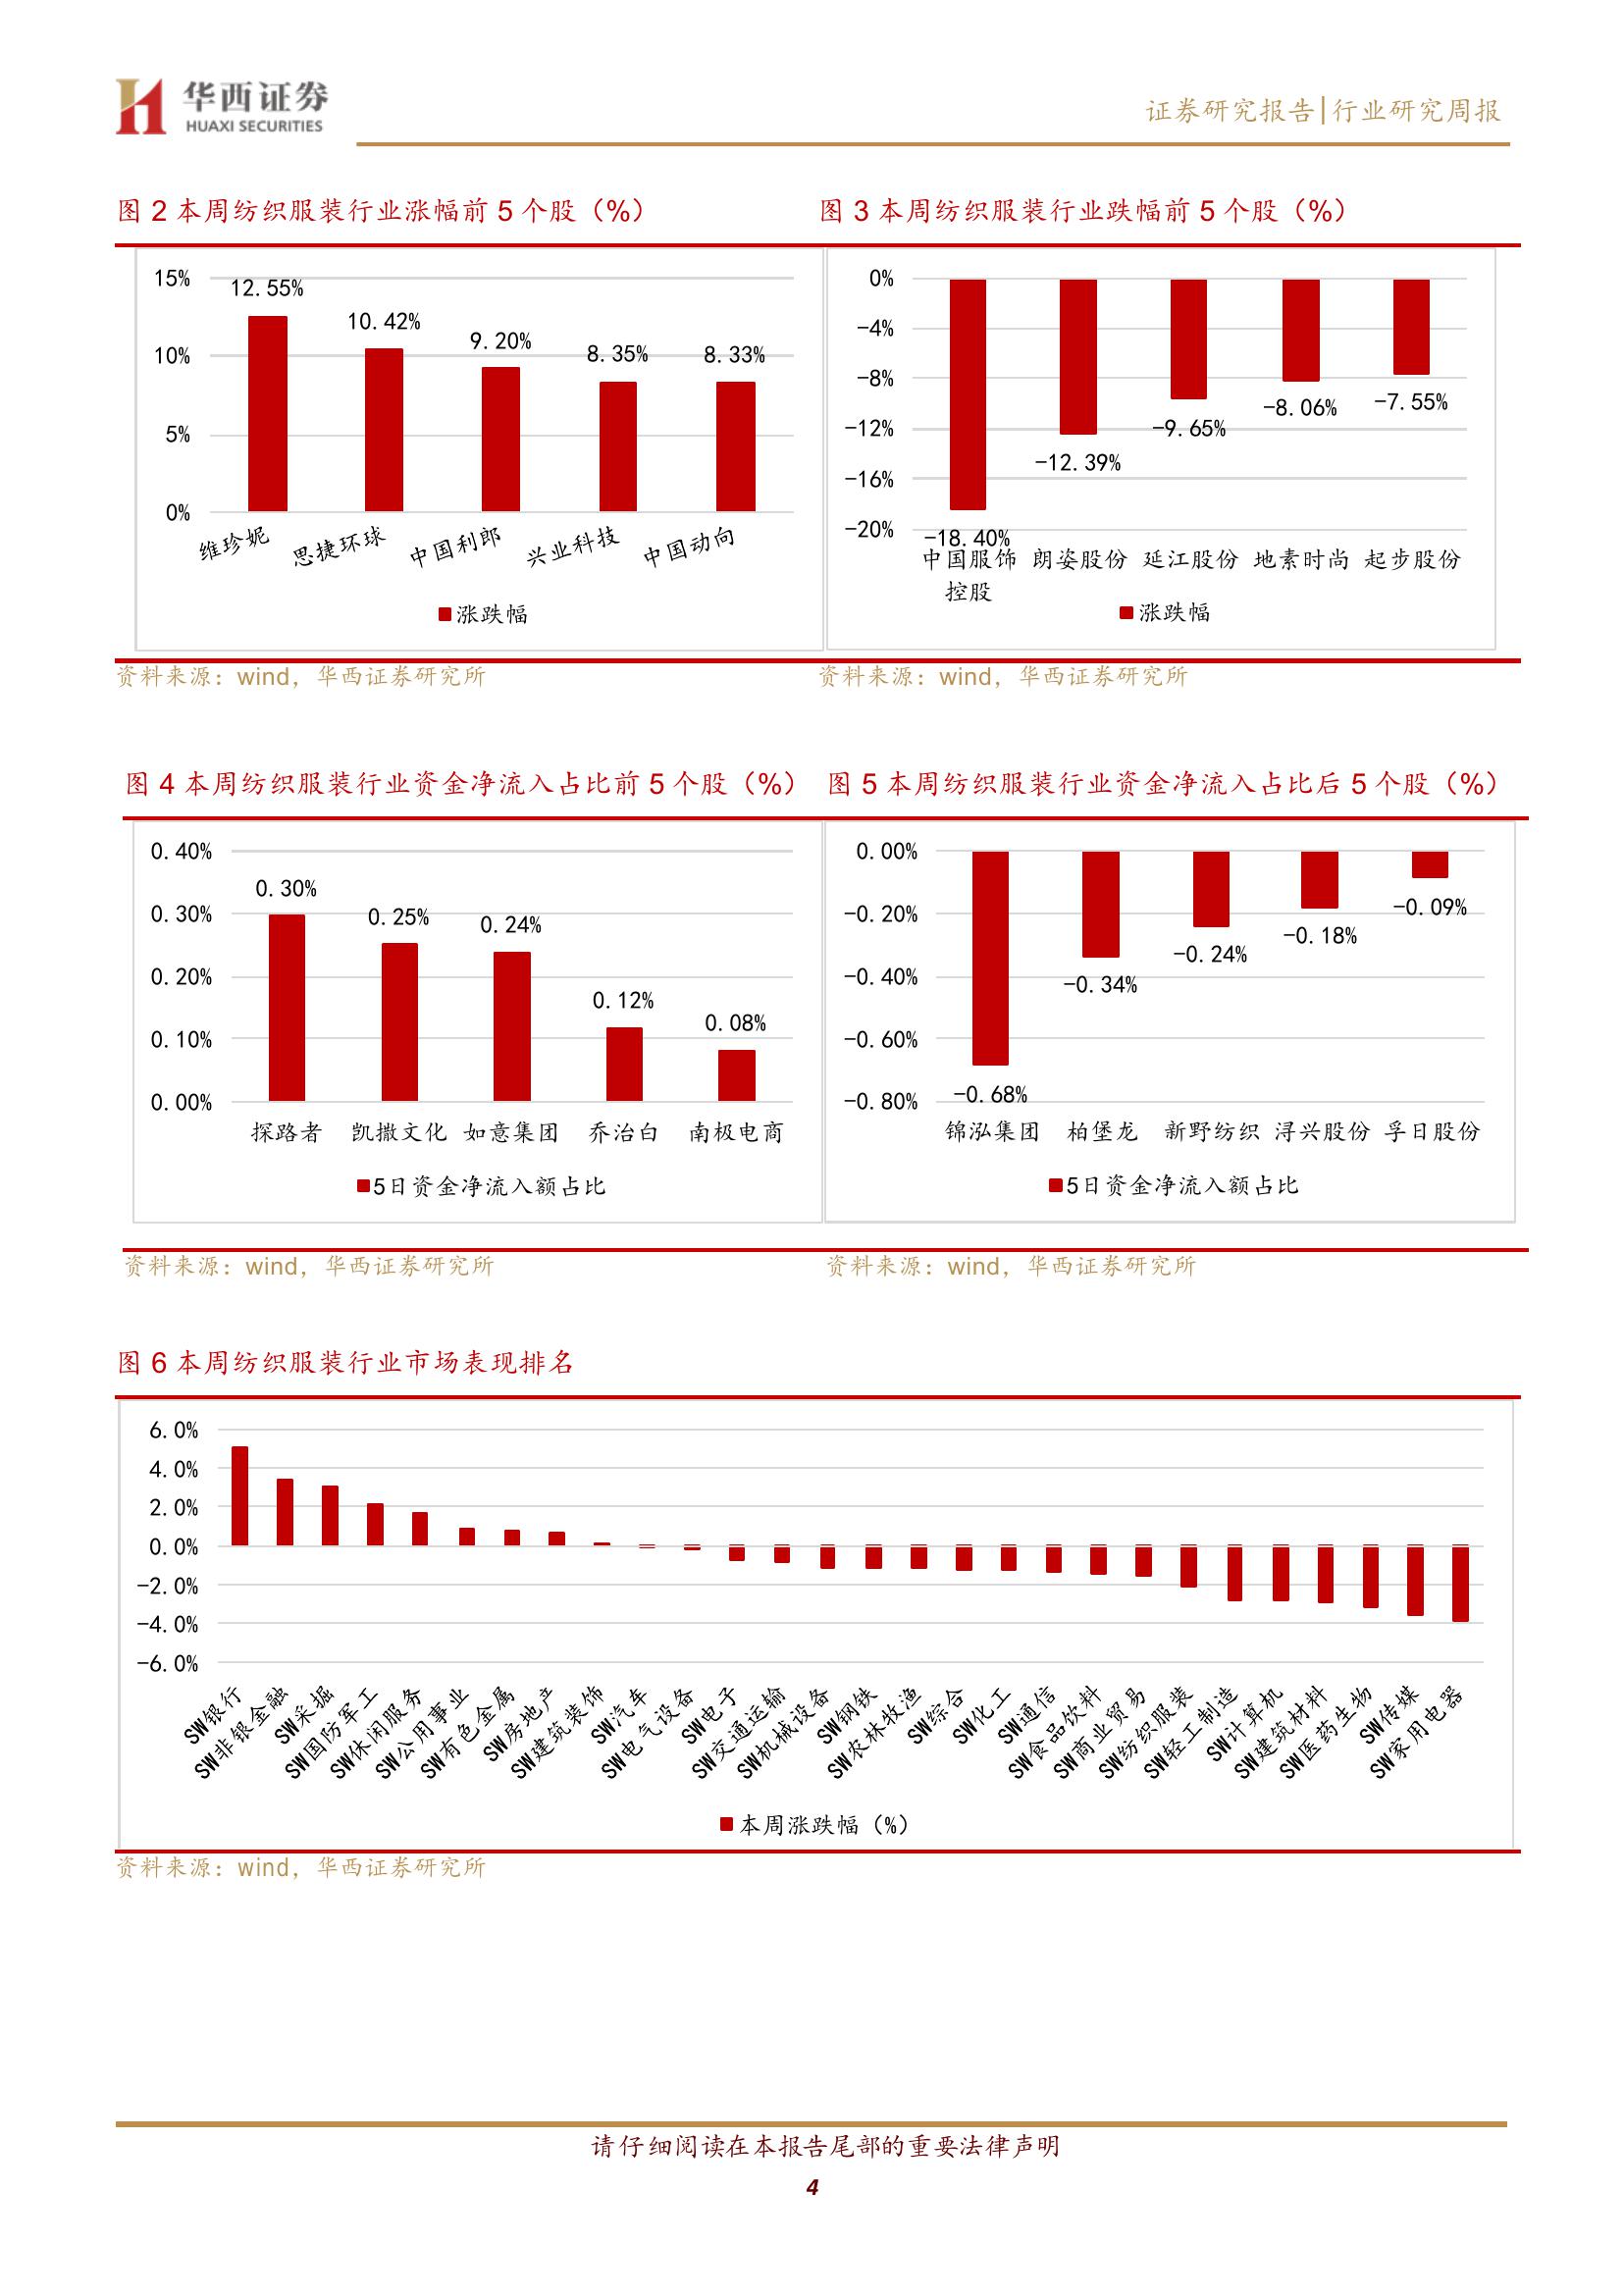 华西证券
HUAXI SECURITIES
证券研究报告|行业研究周报
图 2 本周纺织服装行业涨幅前 5 个股（%）
15%
10%
5%
0%
12.55%
10.42%
9.20%
8.35%
8.33%
维珍妮
思捷环球
中国利郎
兴业科技
中国动向
涨跌幅
资料来源：wind，华西证券研究所
图 3 本周纺织服装行业跌幅前 5 个股（%）
0%
-4%
-8%
-12%
-16%
-20%
-18.40%
-12.39%
-9.65%
-8.06%
-7.55%
中国服饰
控股
朗姿股份
延江股份
地素时尚
起步股份
涨跌幅
资料来源：wind，华西证券研究所
图 4 本周纺织服装行业资金净流入占比前 5 个股（%）
0.40%
0.30%
0.20%
0.10%
0.00%
0.30%
0.25%
0.24%
0.12%
0.08%
探路者
凯撒文化
如意集团
乔治白
南极电商
5日资金净流入额占比
资料来源：wind，华西证券研究所
图 5 本周纺织服装行业资金净流入占比后 5 个股（%）
0.00%
-0.20%
-0.40%
-0.60%
-0.80%
-0.68%
-0.34%
-0.24%
-0.18%
-0.09%
锦泓集团
柏堡龙
新野纺织
浔兴股份
孚日股份
5日资金净流入额占比
资料来源：wind，华西证券研究所
图 6 本周纺织服装行业市场表现排名
6.0%
4.0%
2.0%
0.0%
-2.0%
-4.0%
-6.0%
SW银行
SW非银金融
SW采掘
SW国防军工
SW休闲服务
SW公用事业
SW有色金属
SW房地产
SW建筑装饰
SW汽车
SW电气设备
SW电子
SW交通运输
SW机械设备
SW钢铁
SW农林牧渔
SW综合
SW化工
SW通信
SW食品饮料
SW商业贸易
SW纺织服装
SW轻工制造
SW计算机
SW建筑材料
SW医药生物
SW传媒
SW家用电器
本周涨跌幅（%）
资料来源：wind，华西证券研究所
请仔细阅读在本报告尾部的重要法律声明
4